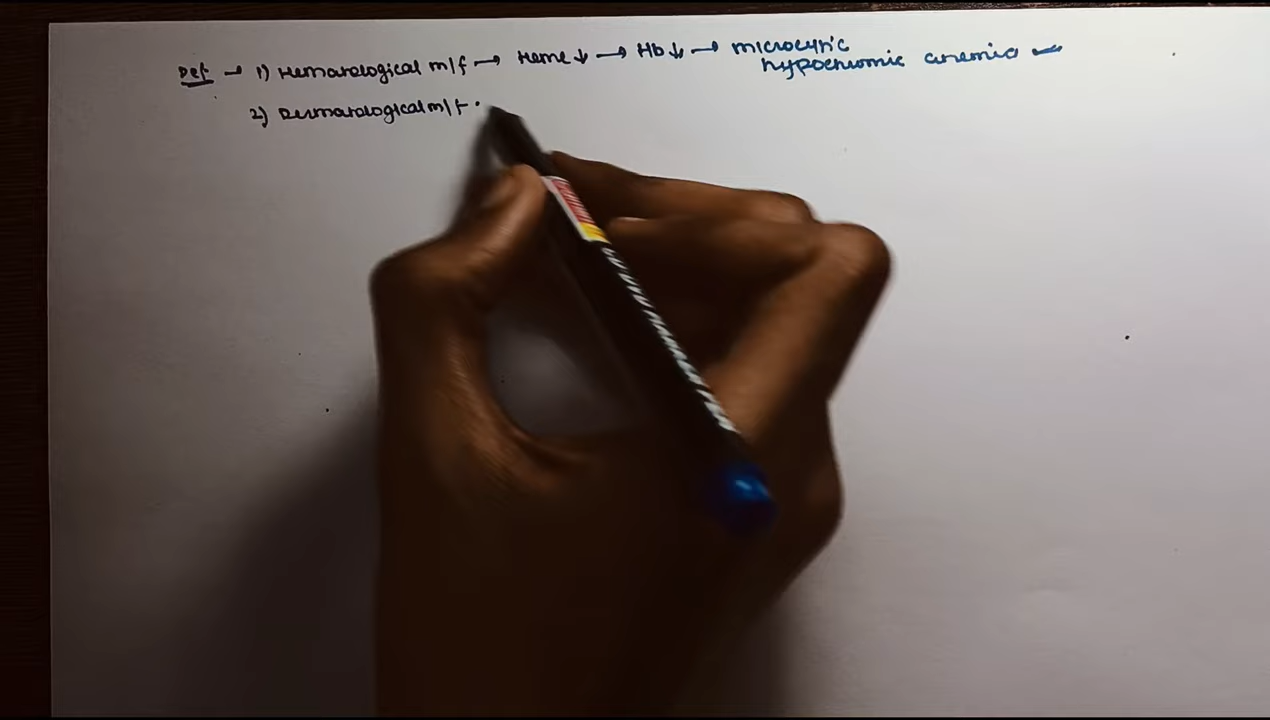 Def → 1) Hematological m/f → Heme↓ → Hb↓ → microcytic
hypochromic anemia
2) Dermatological m/f